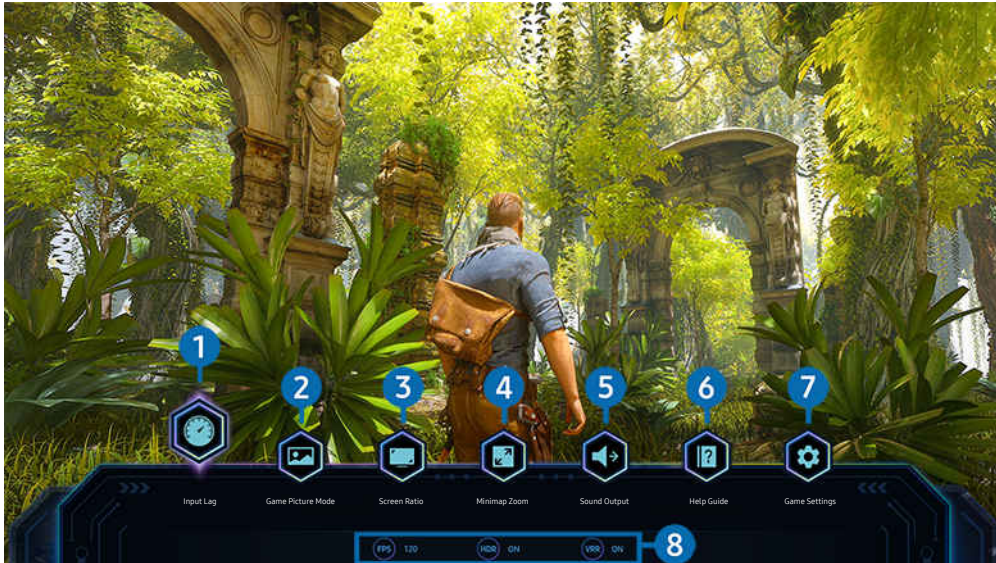 1
2
3
4
5
6
7
?
Input Lag
Game Picture Mode
Screen Ratio
Minimap Zoom
Sound Output
Help Guide
Game Settings
FPS 120
HDR ON
VRR ON
8